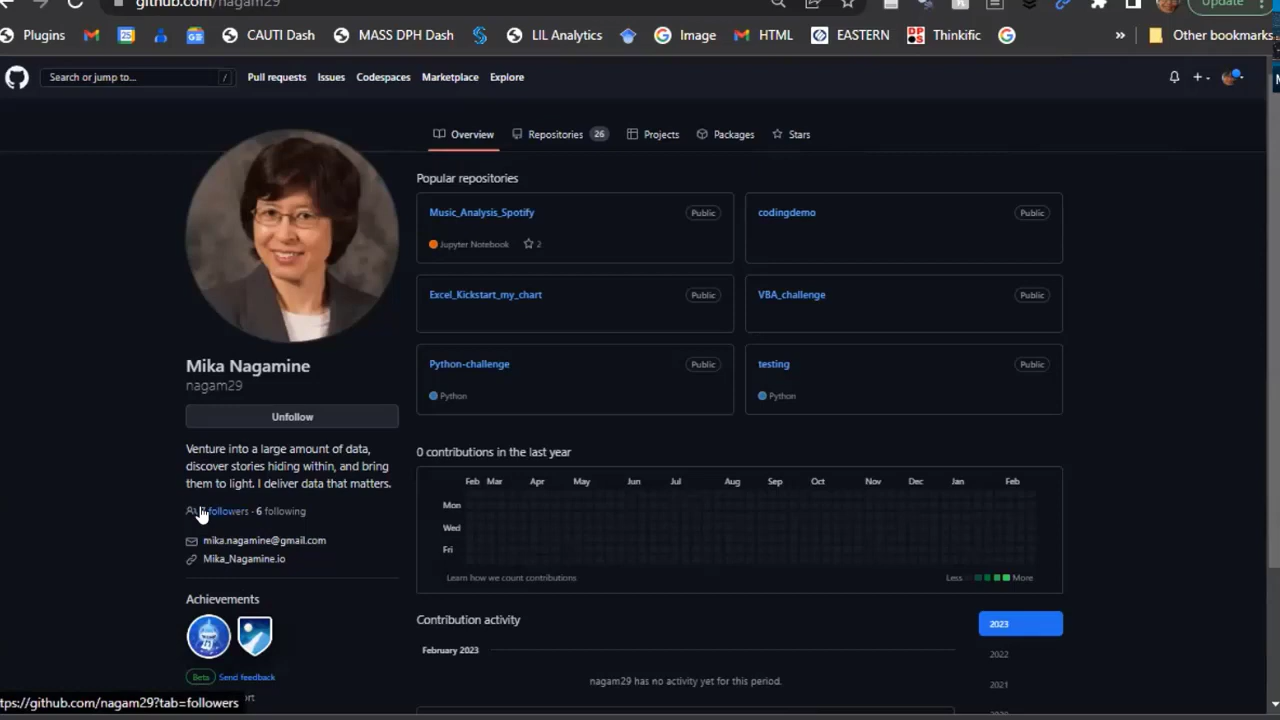 github.com/nagam29
Update
Plugins
CAUTI Dash
MASS DPH Dash
LIL Analytics
Image
HTML
EASTERN
DPS
Thinkific
»
Other bookmarks
Search or jump to...
/
Pull requests
Issues
Codespaces
Marketplace
Explore
Overview
Repositories 26
Projects
Packages
Stars
Popular repositories
Music_Analysis_Spotify
Public
Jupyter Notebook
2
codingdemo
Public
Excel_Kickstart_my_chart
Public
VBA_challenge
Public
Python-challenge
Public
Python
testing
Public
Python
Mika Nagamine
nagam29
Unfollow
Venture into a large amount of data,
discover stories hiding within, and bring
them to light. I deliver data that matters.
followers · 6 following
mika.nagamine@gmail.com
Mika_Nagamine.io
Achievements
Beta Send feedback
0 contributions in the last year
Feb Mar Apr May Jun Jul Aug Sep Oct Nov Dec Jan Feb
Mon
Wed
Fri
Learn how we count contributions
Less More
Contribution activity
February 2023
nagam29 has no activity yet for this period.
2023
2022
2021
ttps://github.com/nagam29?tab=followers